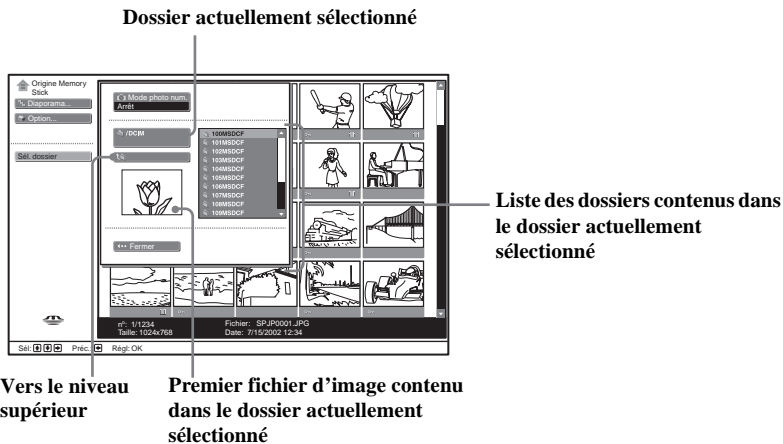 Dossier actuellement sélectionné
Origine Memory
Stick
Diaporama...
Option...
Sél. dossier
Mode photo num.
Arrêt
/DCIM
100MSDCF
101MSDCF
102MSDCF
103MSDCF
104MSDCF
105MSDCF
106MSDCF
107MSDCF
108MSDCF
109MSDCF
Fermer
Liste des dossiers contenus dans
le dossier actuellement
sélectionné
n°: 1/1234
Taille: 1024x768
Fichier: SPJP0001.JPG
Date: 7/15/2002 12:34
Sél: Préc.: Régl: OK
Vers le niveau
supérieur
Premier fichier d'image contenu
dans le dossier actuellement
sélectionné